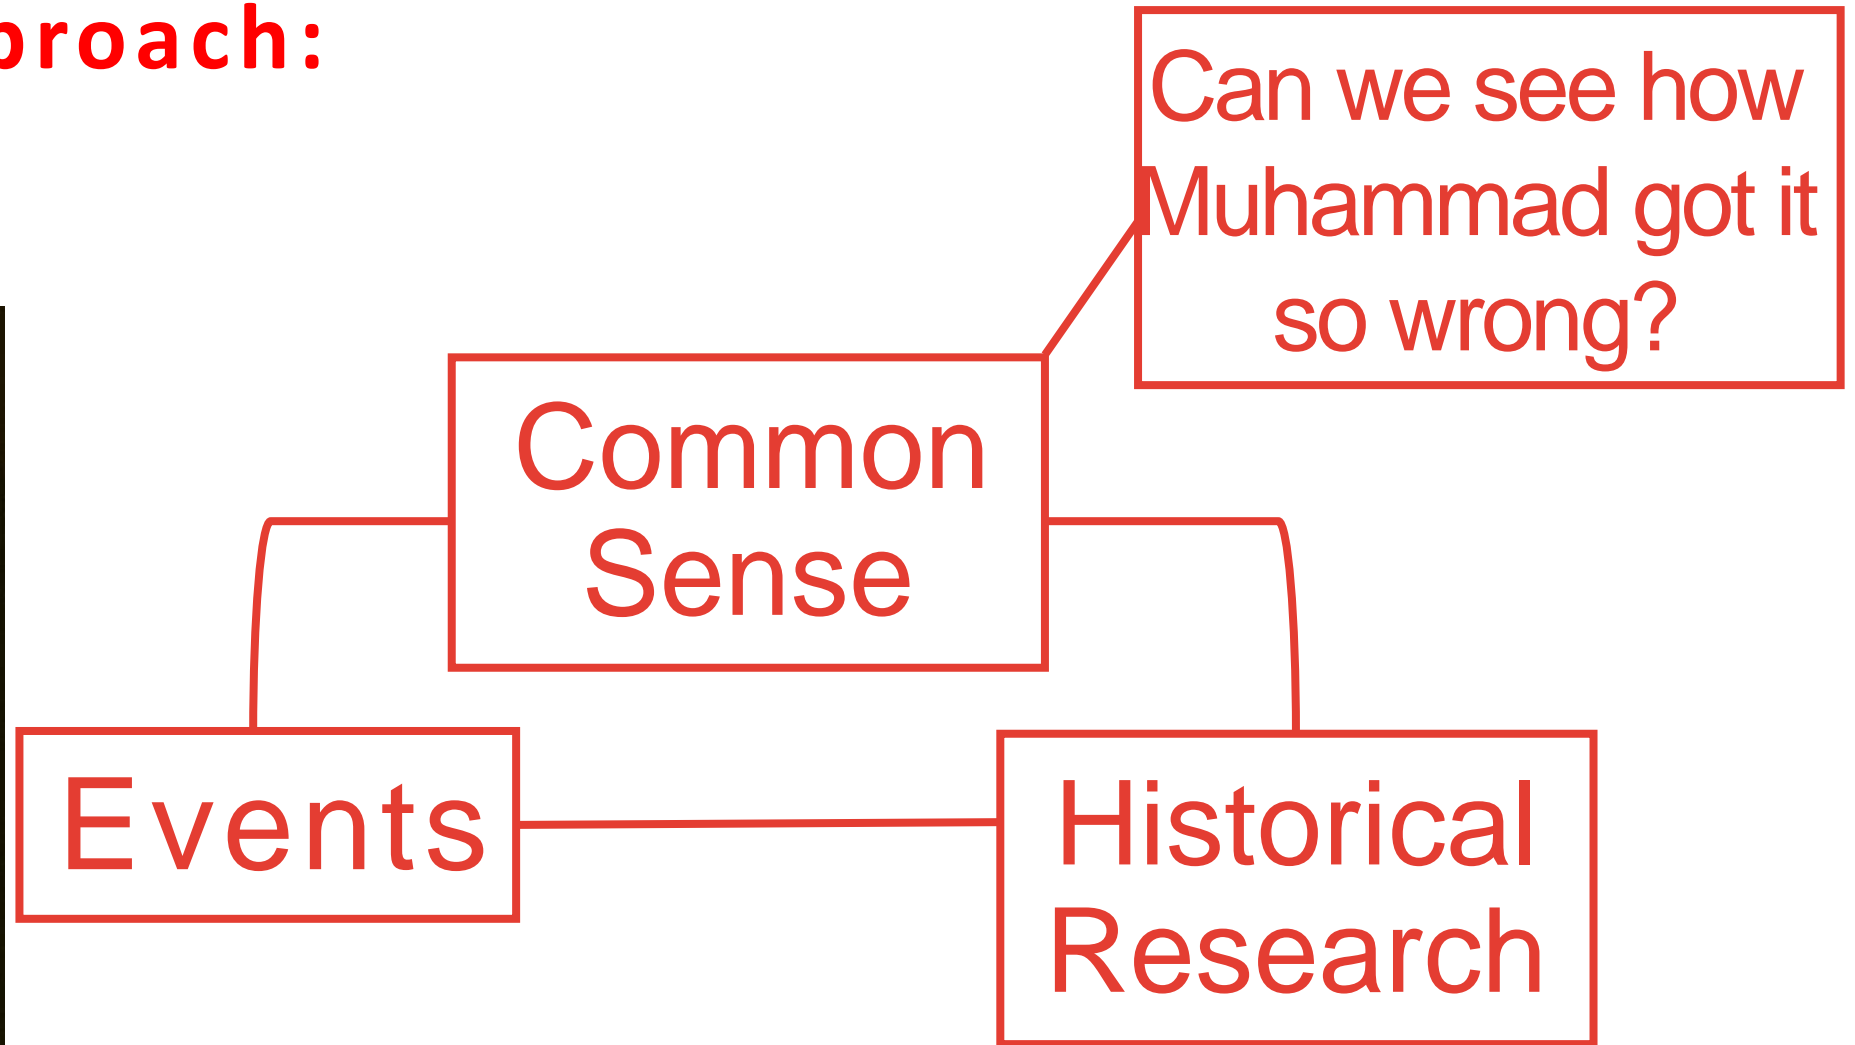 proach:
Can we see how
Muhammad got it
so wrong?
Common
Sense
Events
Historical
Research